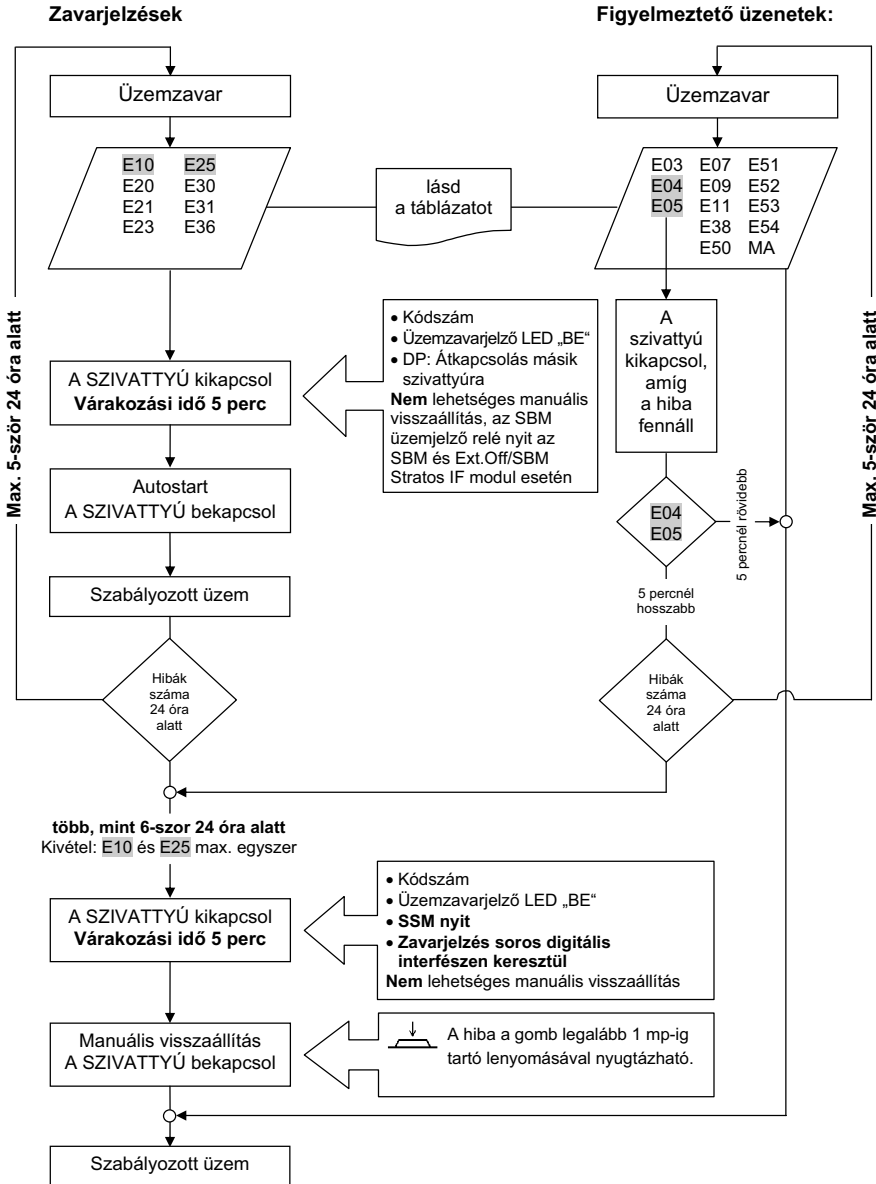 Zavarjelzések
Figyelmeztető üzenetek:
Üzemzavar
Üzemzavar
E10 E25
E20 E30
E21 E31
E23 E36
lásd
a táblázatot
E03 E07 E51
E04 E09 E52
E05 E11 E53
E38 E54
E50 MA
Max. 5-ször 24 óra alatt
Max. 5-ször 24 óra alatt
• Kódszám
• Üzemzavarjelző LED „BE“
• DP: Átkapcsolás másik
szivattyúra
Nem lehetséges manuális
visszaállítás, az SBM
üzemjelző relé nyit az
SBM és Ext.Off/SBM
Stratos IF modul esetén
A
szivattyú
kikapcsol,
amíg
a hiba
fennáll
A SZIVATTYÚ kikapcsol
Várakozási idő 5 perc
Autostart
A SZIVATTYÚ bekapcsol
E04
E05
5 percnél rövidebb
5 percnél
hosszabb
Szabályozott üzem
Hibák
száma
24 óra
alatt
Hibák
száma
24 óra
alatt
több, mint 6-szor 24 óra alatt
Kivétel: E10 és E25 max. egyszer
A SZIVATTYÚ kikapcsol
Várakozási idő 5 perc
• Kódszám
• Üzemzavarjelző LED „BE“
• SSM nyit
• Zavarjelzés soros digitális
interfészen keresztül
Nem lehetséges manuális visszaállítás
Manuális visszaállítás
A SZIVATTYÚ bekapcsol
A hiba a gomb legalább 1 mp-ig
tartó lenyomásával nyugtázható.
Szabályozott üzem